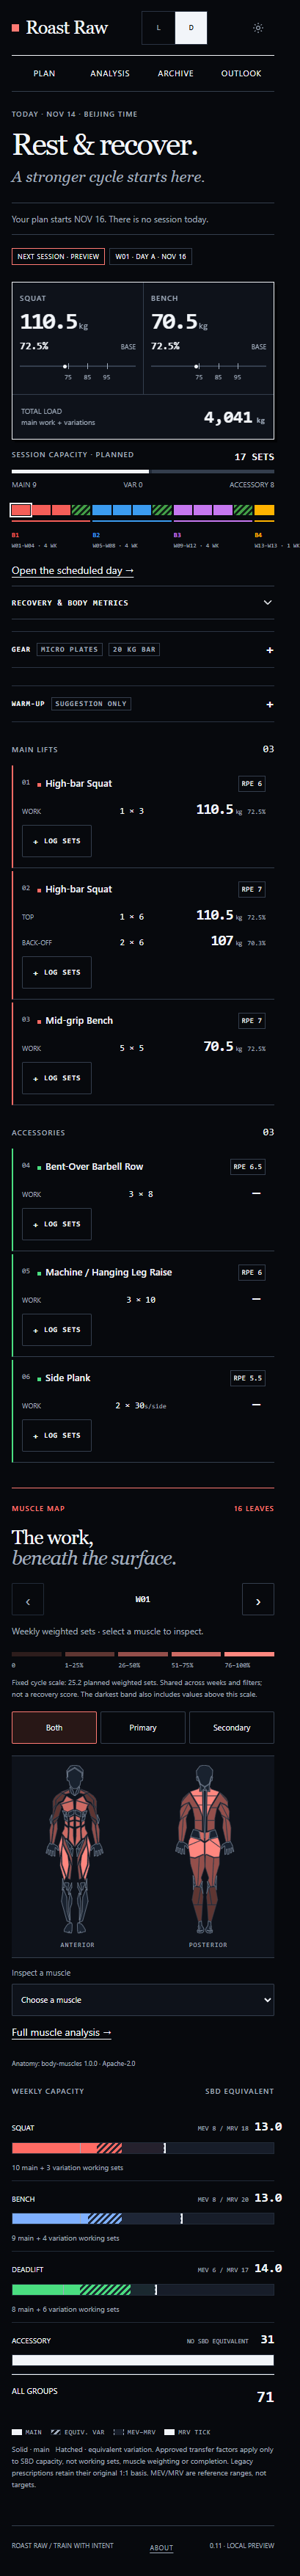 Roast Raw
L
D
PLAN
ANALYSIS
ARCHIVE
OUTLOOK
TODAY · NOV 14 · BEIJING TIME
Rest & recover.
A stronger cycle starts here.
Your plan starts NOV 16. There is no session today.
NEXT SESSION · PREVIEW
W01 · DAY A · NOV 16
SQUAT
110.5 kg
72.5%
BASE
75 85 95
BENCH
70.5 kg
72.5%
BASE
75 85 95
TOTAL LOAD
main work + variations
4,041 kg
SESSION CAPACITY · PLANNED
17 SETS
MAIN 9
VAR 0
ACCESSORY 8
B1
B2
B3
B4
W01–W04 · 4 WK
W05–W08 · 4 WK
W09–W12 · 4 WK
W13–W13 · 1 WK
Open the scheduled day →
RECOVERY & BODY METRICS
GEAR
MICRO PLATES
20 KG BAR
+
WARM-UP
SUGGESTION ONLY
+
MAIN LIFTS
03
01 High-bar Squat
RPE 6
WORK
1 × 3
110.5 kg 72.5%
+ LOG SETS
02 High-bar Squat
RPE 7
TOP
1 × 6
110.5 kg 72.5%
BACK-OFF
2 × 6
107 kg 70.3%
+ LOG SETS
03 Mid-grip Bench
RPE 7
WORK
5 × 5
70.5 kg 72.5%
+ LOG SETS
ACCESSORIES
03
04 Bent-Over Barbell Row
RPE 6.5
WORK
3 × 8
—
+ LOG SETS
05 Machine / Hanging Leg Raise
RPE 6
WORK
3 × 10
—
+ LOG SETS
06 Side Plank
RPE 5.5
WORK
2 × 30s/side
—
+ LOG SETS
MUSCLE MAP
16 LEAVES
The work,
beneath the surface.
‹
W01
›
Weekly weighted sets · select a muscle to inspect.
0
1–25%
26–50%
51–75%
76–100%
Fixed cycle scale: 25.2 planned weighted sets. Shared across weeks and filters;
not a recovery score. The darkest band also includes values above this scale.
Both
Primary
Secondary
ANTERIOR
POSTERIOR
Inspect a muscle
Choose a muscle
Full muscle analysis →
Anatomy: body-muscles 1.0.0 · Apache-2.0
WEEKLY CAPACITY
SBD EQUIVALENT
SQUAT
MEV 8 / MRV 18
13.0
10 main + 3 variation working sets
BENCH
MEV 8 / MRV 20
13.0
9 main + 4 variation working sets
DEADLIFT
MEV 6 / MRV 17
14.0
8 main + 6 variation working sets
ACCESSORY
NO SBD EQUIVALENT
31
ALL GROUPS
71
MAIN
EQUIV. VAR
MEV–MRV
MRV TICK
Solid · main Hatched · equivalent variation. Approved transfer factors apply only
to SBD capacity, not working sets, muscle weighting or completion. Legacy
prescriptions retain their original 1:1 basis. MEV/MRV are reference ranges, not
targets.
ROAST RAW / TRAIN WITH INTENT
ABOUT
0.11 · LOCAL PREVIEW